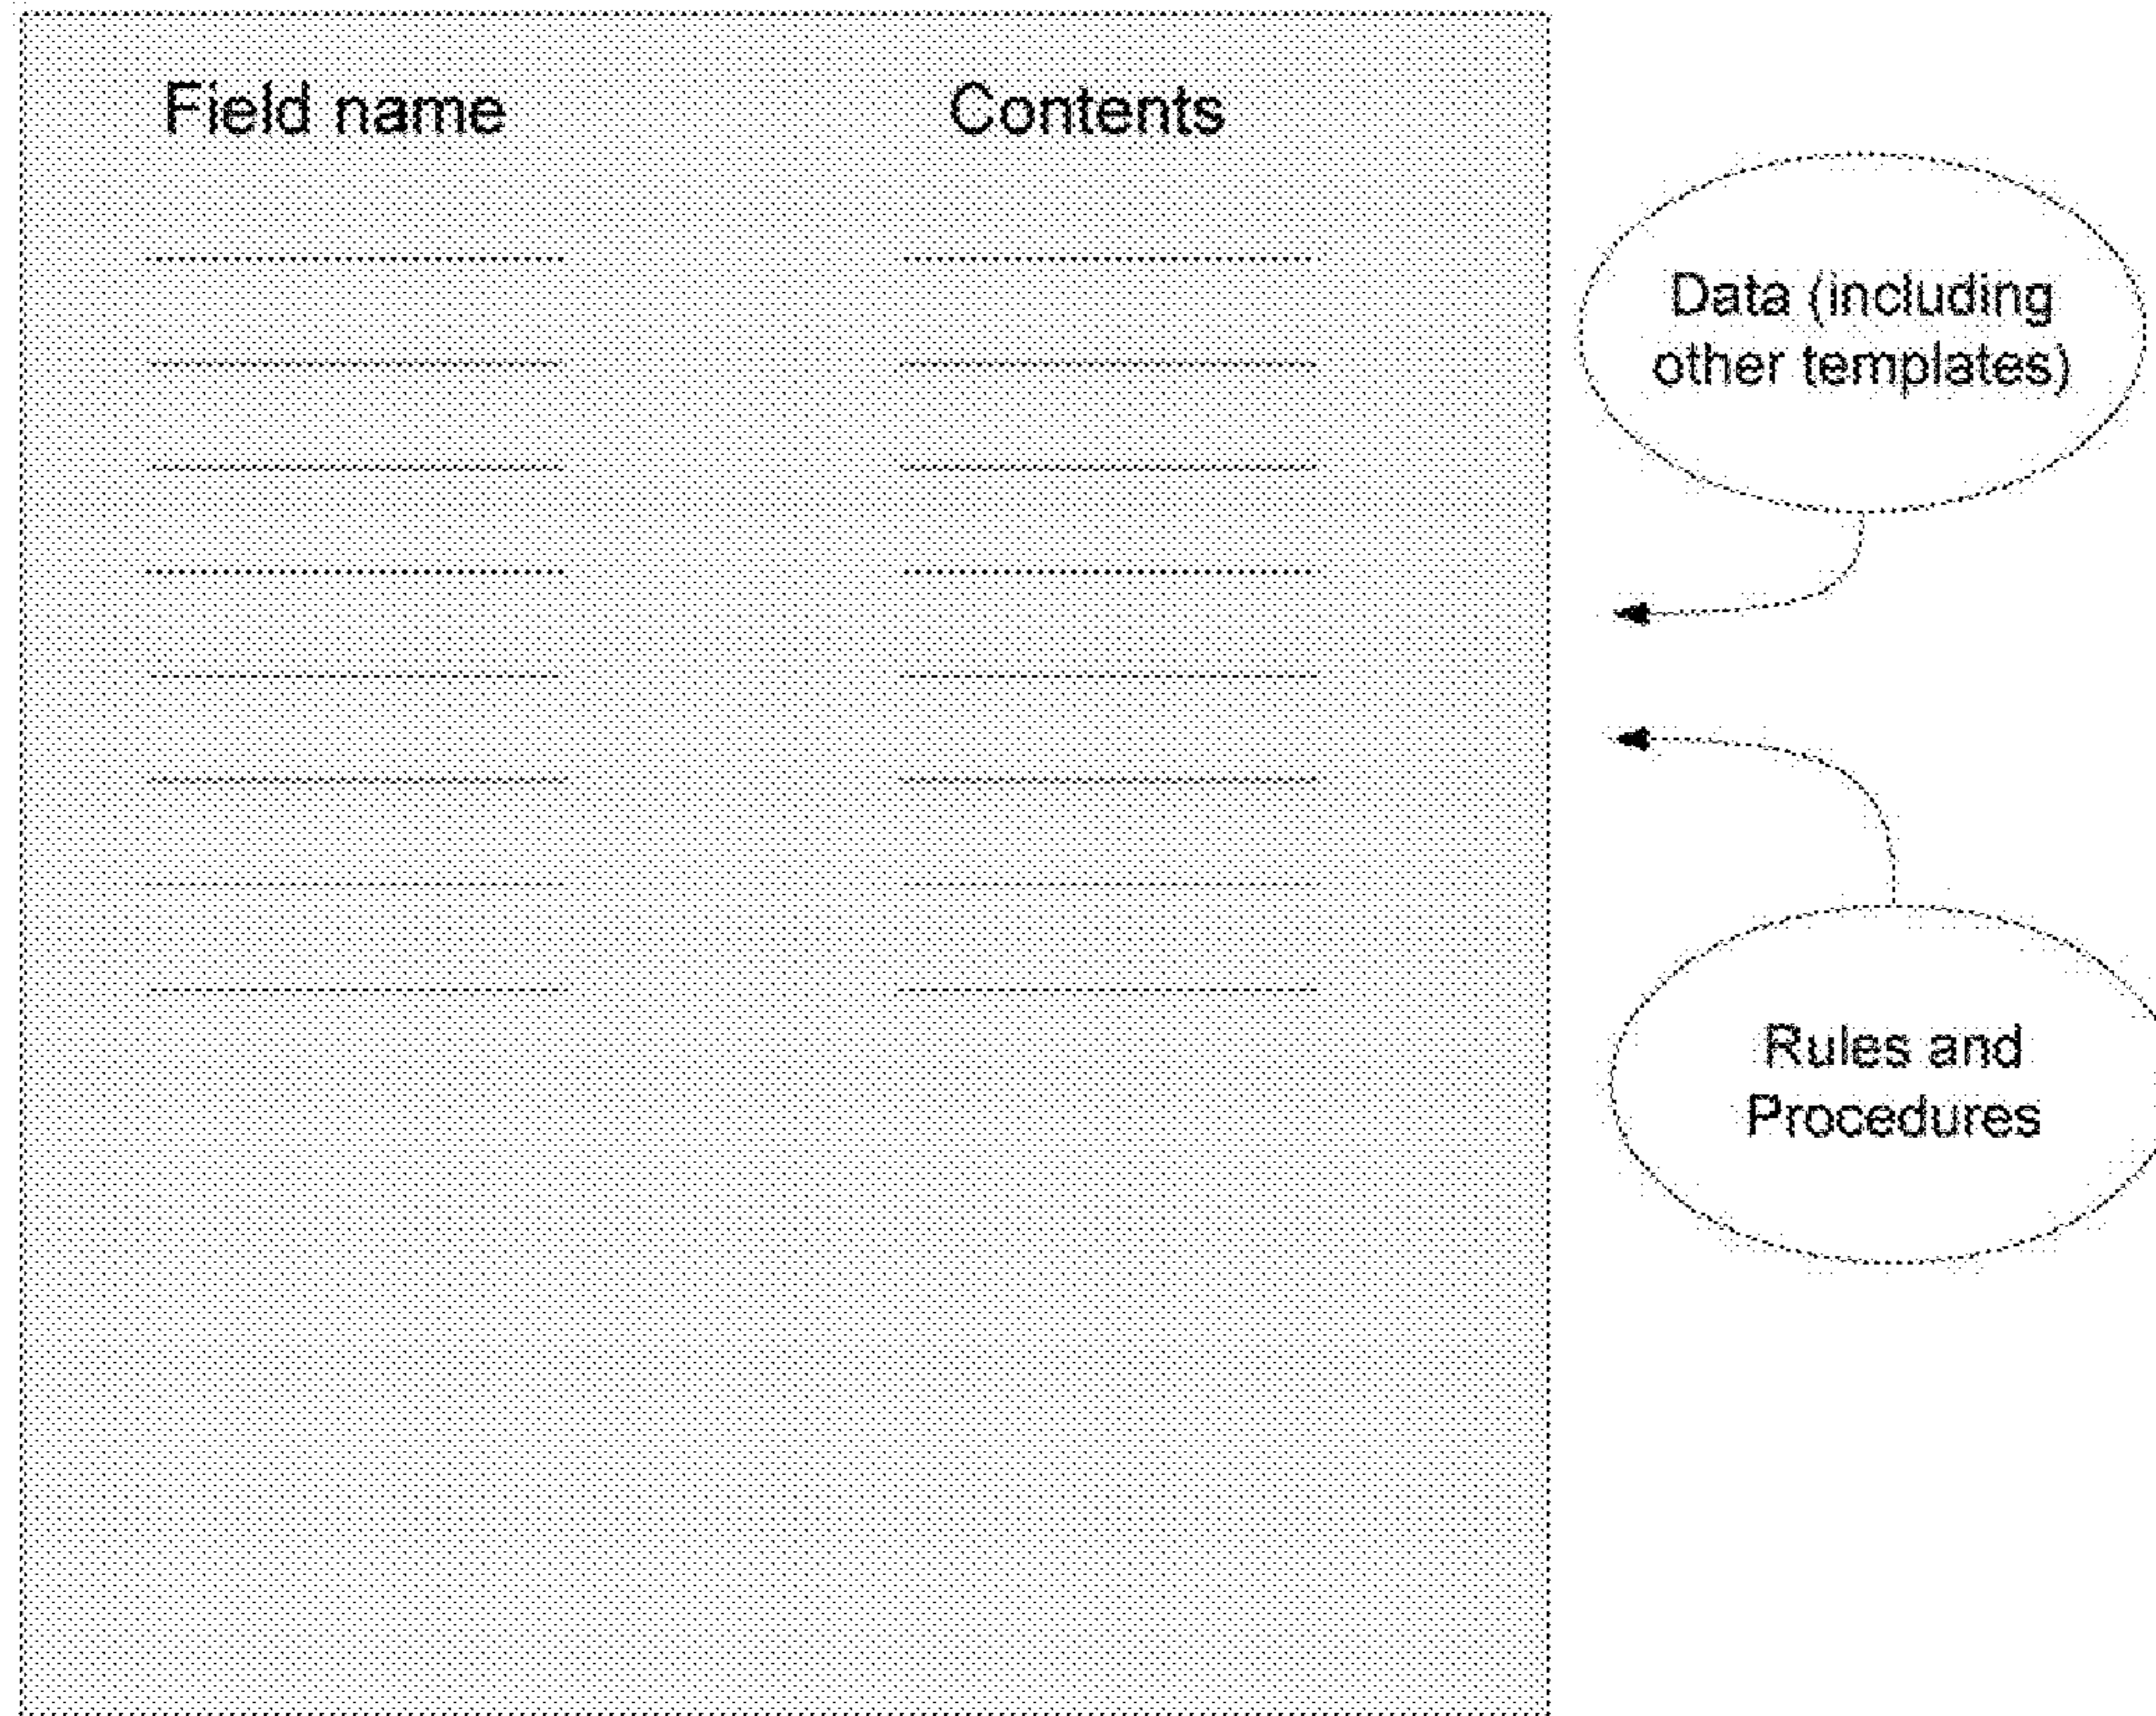 Field name
Contents
Data (including
other templates)
Rules and
Procedures